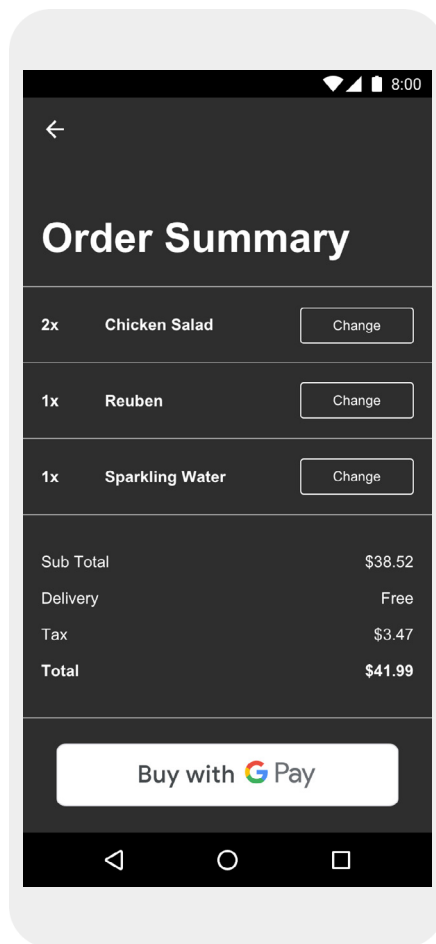 8:00
Order Summary
2x Chicken Salad Change
1x Reuben Change
1x Sparkling Water Change
Sub Total $38.52
Delivery Free
Tax $3.47
Total $41.99
Buy with G Pay